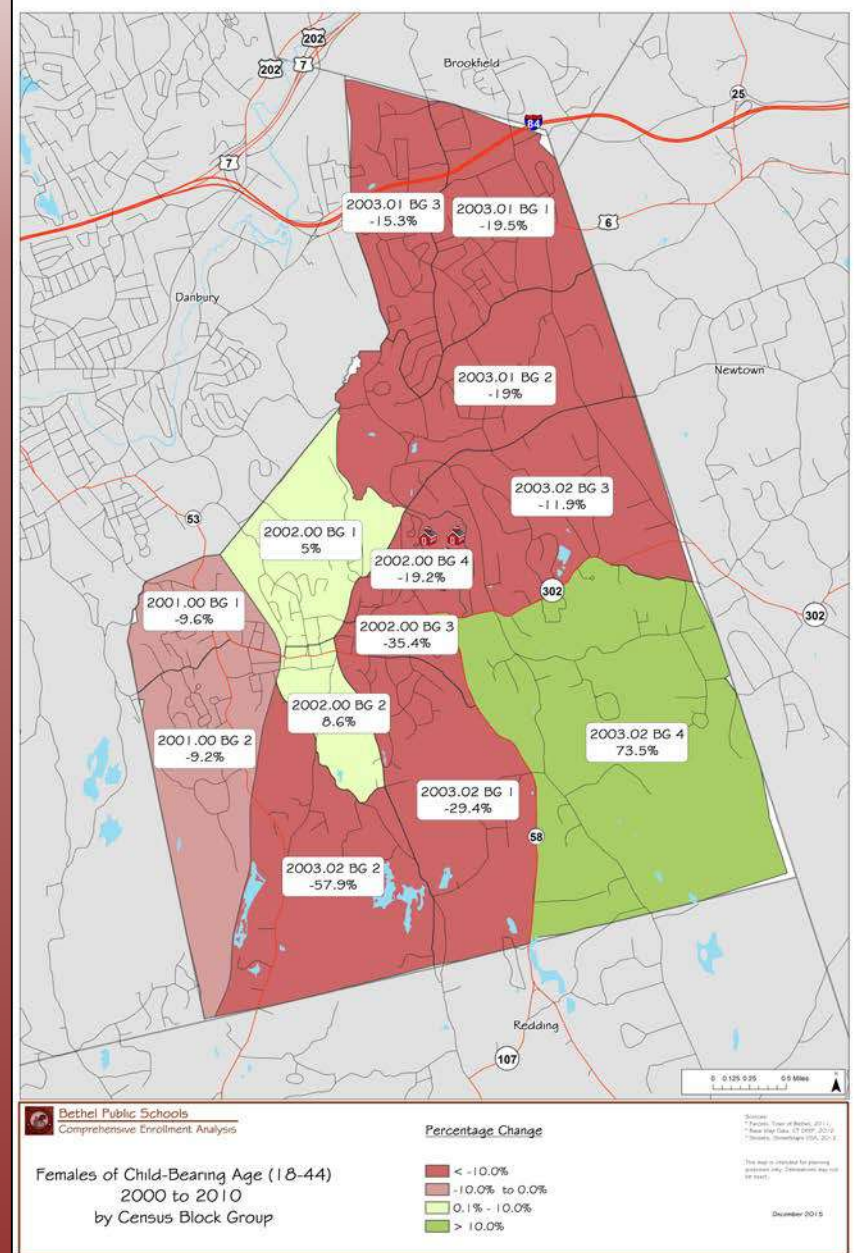 202
202
7
Brookfield
25
84
7
2003.01 BG 3
-15.3%
2003.01 BG 1
-19.5%
6
Danbury
2003.01 BG 2
-19%
Newtown
2003.02 BG 3
-11.9%
53
2002.00 BG 1
5%
2002.00 BG 4
-19.2%
302
2001.00 BG 1
-9.6%
302
2002.00 BG 3
-35.4%
2002.00 BG 2
8.6%
2001.00 BG 2
-9.2%
2003.02 BG 4
73.5%
2003.02 BG 1
-29.4%
58
2003.02 BG 2
-57.9%
Redding
107
0 0.125 0.25 0.5 Miles
Bethel Public Schools
Comprehensive Enrollment Analysis
Females of Child-Bearing Age (18-44)
2000 to 2010
by Census Block Group
Percentage Change
< -10.0%
-10.0% to 0.0%
0.1% - 10.0%
> 10.0%
Sources:
December 2015